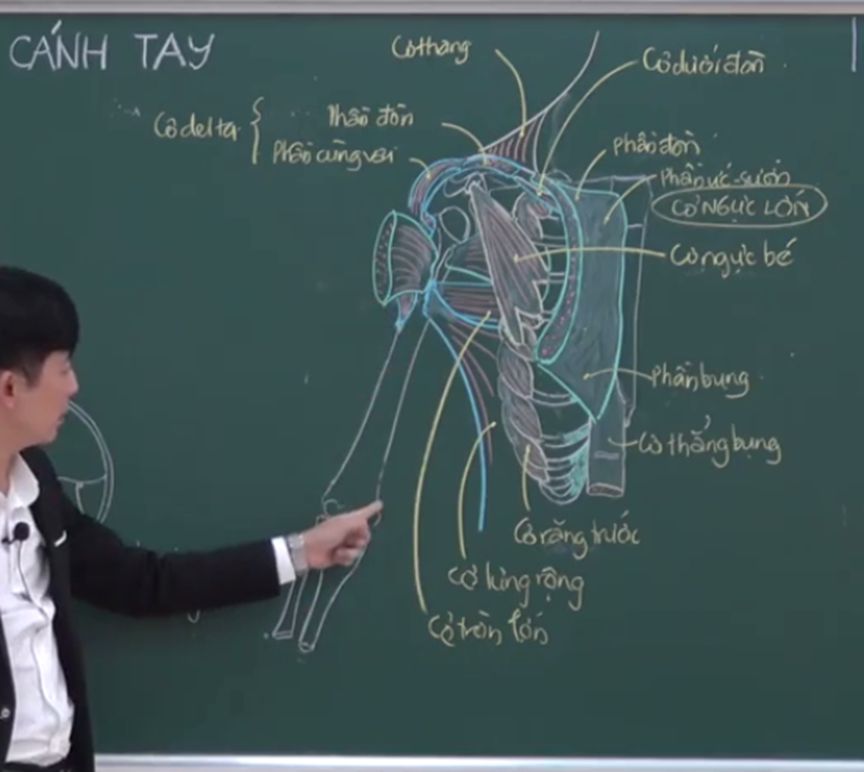 CÁNH TAY
Cơ thang
Cơ dưới đòn
Cơ delta
Phần đòn
Phần cùng vai
Phần đòn
Phần ức-sườn
CƠ NGỰC LỚN
Cơ ngực bé
Phần bụng
Cơ thẳng bụng
Cơ răng trước
Cơ lưng rộng
Cơ tròn lớn